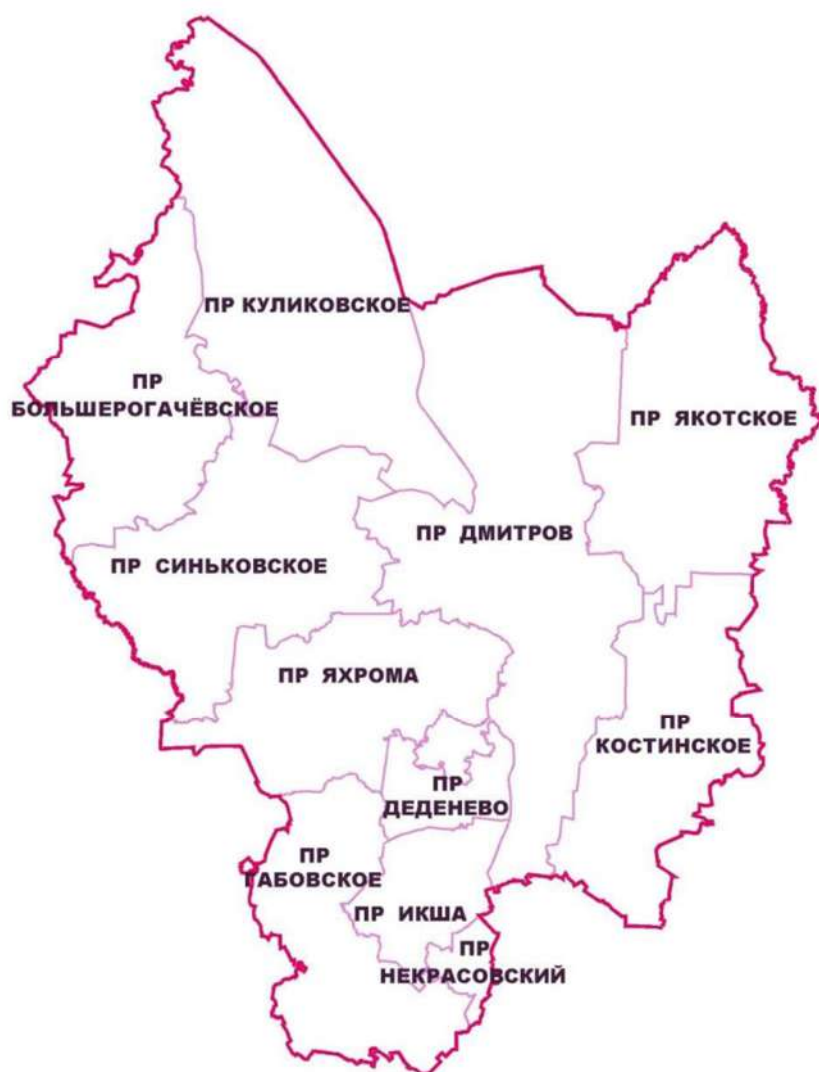 ПР КУЛИКОВСКОЕ
ПР
БОЛЬШЕРОГАЧЁВСКОЕ
ПР ЯКОТСКОЕ
ПР ДМИТРОВ
ПР СИНЬКОВСКОЕ
ПР ЯХРОМА
ПР
КОСТИНСКОЕ
ПР
ДЕДЕНЕВО
ПР
ГАБОВСКОЕ
ПР ИКША
ПР
НЕКРАСОВСКИЙ